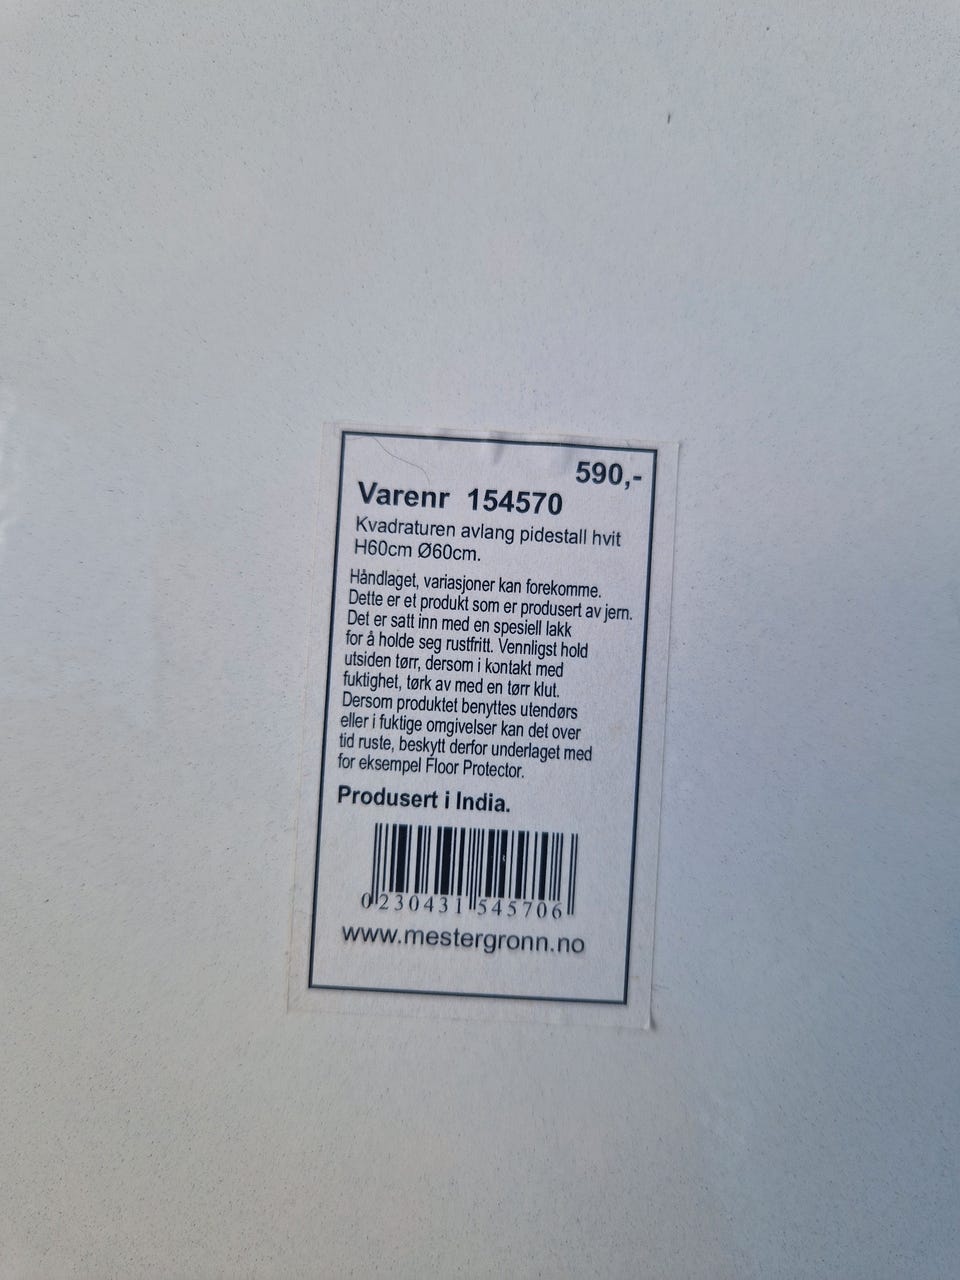 590,-
Varenr 154570
Kvadraturen avlang pidestall hvit
H60cm Ø60cm.
Håndlaget, variasjoner kan forekomme.
Dette er et produkt som er produsert av jern.
Det er satt inn med en spesiell lakk
for å holde seg rustfritt. Vennligst hold
utsiden tørr, dersom i kontakt med
fuktighet, tørk av med en tørr klut.
Dersom produktet benyttes utendørs
eller i fuktige omgivelser kan det over
tid ruste, beskytt derfor underlaget med
for eksempel Floor Protector.
Produsert i India.
0 230431 545706
www.mestergronn.no